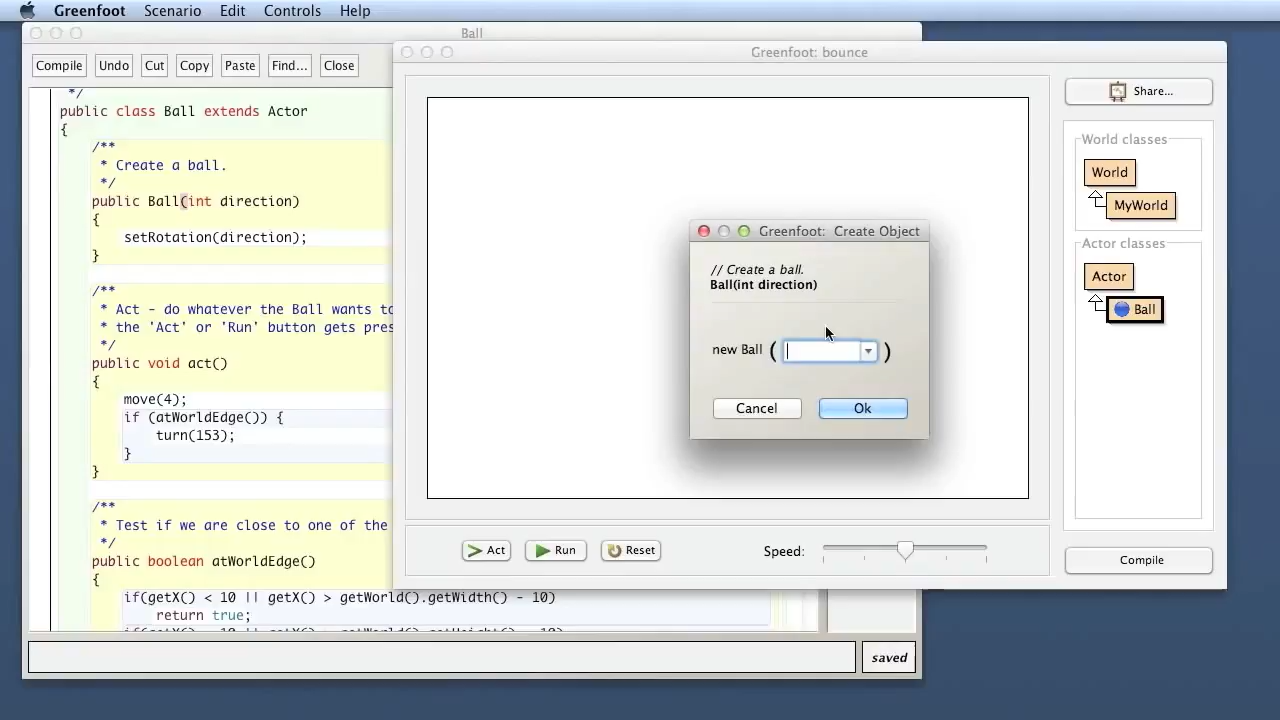 Greenfoot Scenario Edit Controls Help
Ball
Compile Undo Cut Copy Paste Find... Close
*/
public class Ball extends Actor
{
/**
* Create a ball.
*/
public Ball(int direction)
{
setRotation(direction);
}
/**
* Act - do whatever the Ball wants to
* the 'Act' or 'Run' button gets pres
*/
public void act()
{
move(4);
if (atWorldEdge()) {
turn(153);
}
}
/**
* Test if we are close to one of the
*/
public boolean atWorldEdge()
{
if(getX() < 10 || getX() > getWorld().getWidth() - 10)
return true;
saved
Greenfoot: bounce
Share...
World classes
World
MyWorld
Actor classes
Actor
Ball
Compile
Act Run Reset Speed:
Greenfoot: Create Object
// Create a ball.
Ball(int direction)
new Ball ( )
Cancel Ok